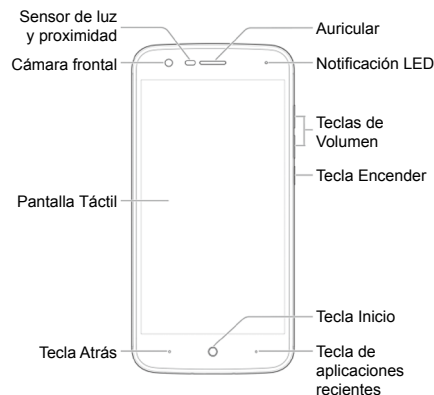 Sensor de luz
y proximidad
Cámara frontal
Pantalla Táctil
Tecla Atrás
Auricular
Notificación LED
Teclas de
Volumen
Tecla Encender
Tecla Inicio
Tecla de
aplicaciones
recientes